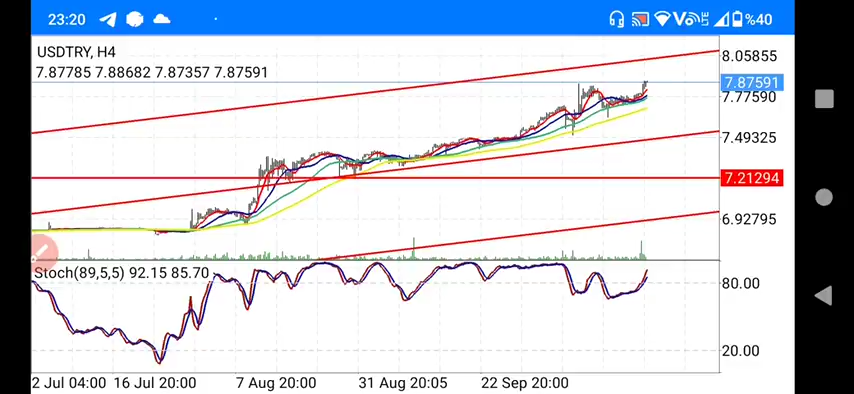 23:20
VoLTE %40
USDTRY, H4
7.87785 7.88682 7.87357 7.87591
8.05855
7.87591
7.77590
7.49325
7.21294
6.92795
Stoch(89,5,5) 92.15 85.70
80.00
20.00
2 Jul 04:00 16 Jul 20:00 7 Aug 20:00 31 Aug 20:05 22 Sep 20:00